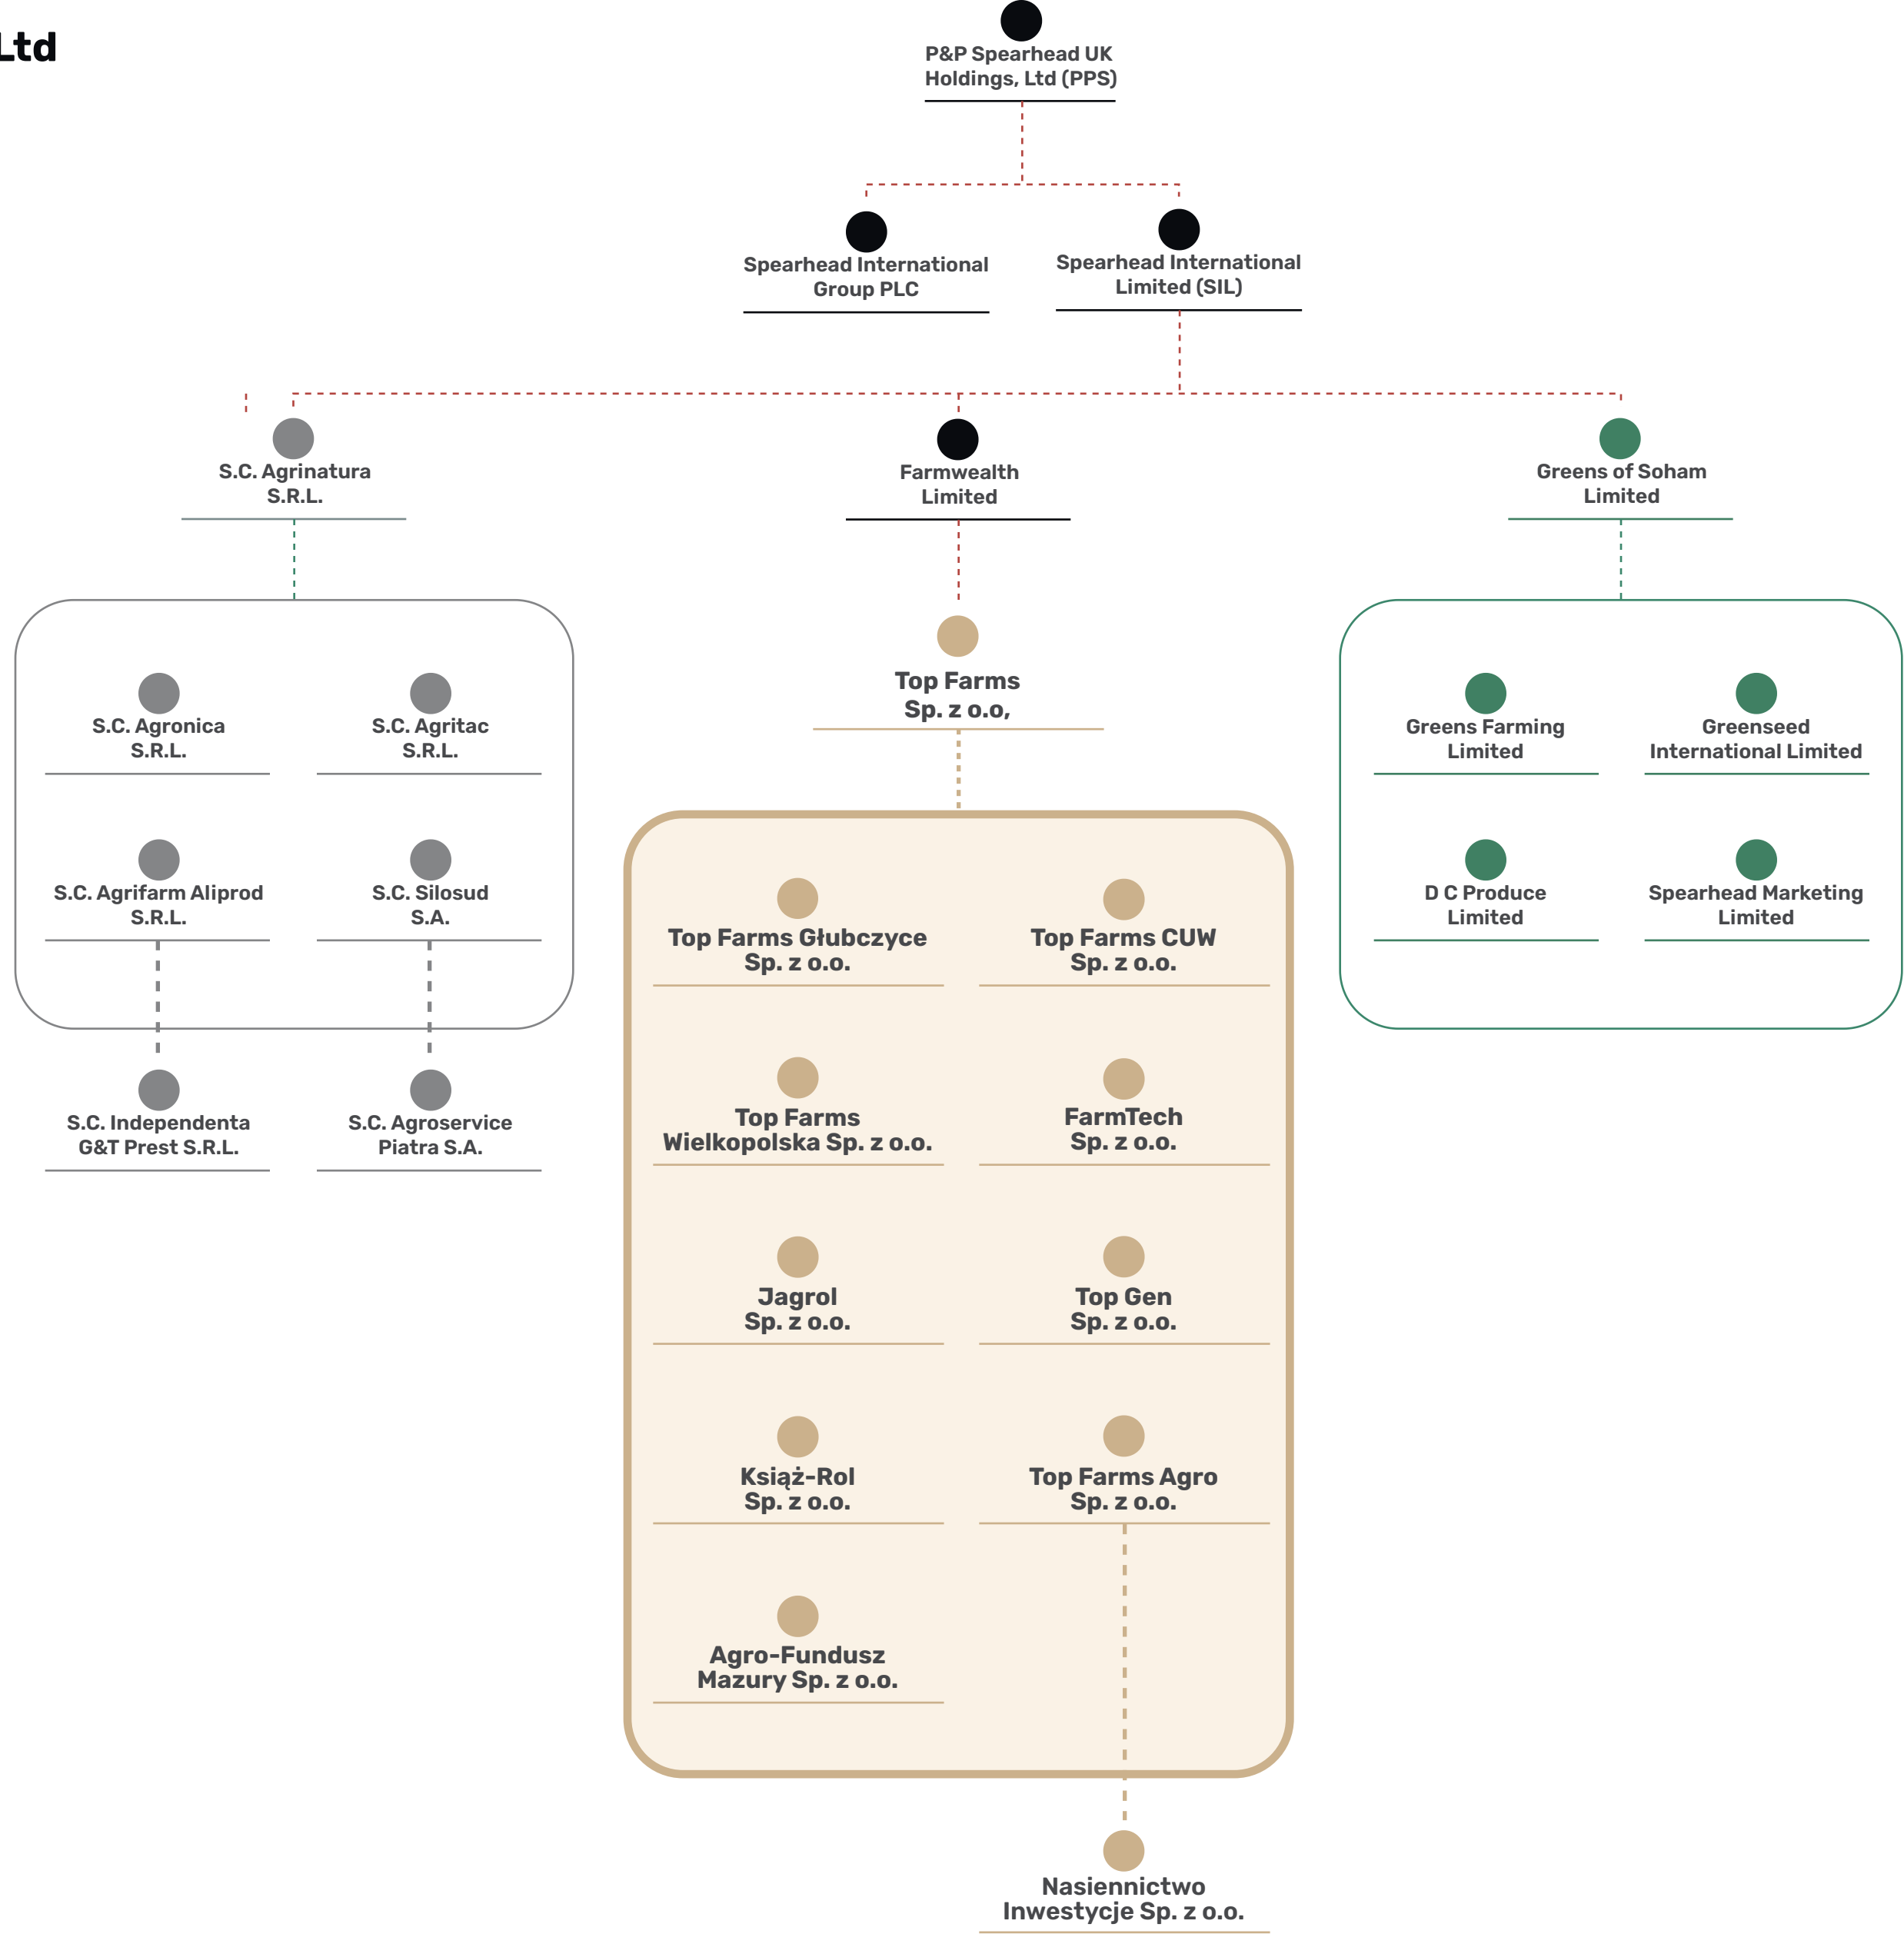 Ltd
P&P Spearhead UK
Holdings, Ltd (PPS)
Spearhead International
Group PLC
Spearhead International
Limited (SIL)
S.C. Agrinatura
S.R.L.
Farmwealth
Limited
Greens of Soham
Limited
S.C. Agronica
S.R.L.
S.C. Agritac
S.R.L.
S.C. Agrifarm Aliprod
S.R.L.
S.C. Silosud
S.A.
S.C. Independenta
G&T Prest S.R.L.
S.C. Agroservice
Piatra S.A.
Top Farms
Sp. z o.o,
Top Farms Głubczyce
Sp. z o.o.
Top Farms CUW
Sp. z o.o.
Top Farms
Wielkopolska Sp. z o.o.
FarmTech
Sp. z o.o.
Jagrol
Sp. z o.o.
Top Gen
Sp. z o.o.
Książ-Rol
Sp. z o.o.
Top Farms Agro
Sp. z o.o.
Agro-Fundusz
Mazury Sp. z o.o.
Nasiennictwo
Inwestycje Sp. z o.o.
Greens Farming
Limited
Greenseed
International Limited
D C Produce
Limited
Spearhead Marketing
Limited